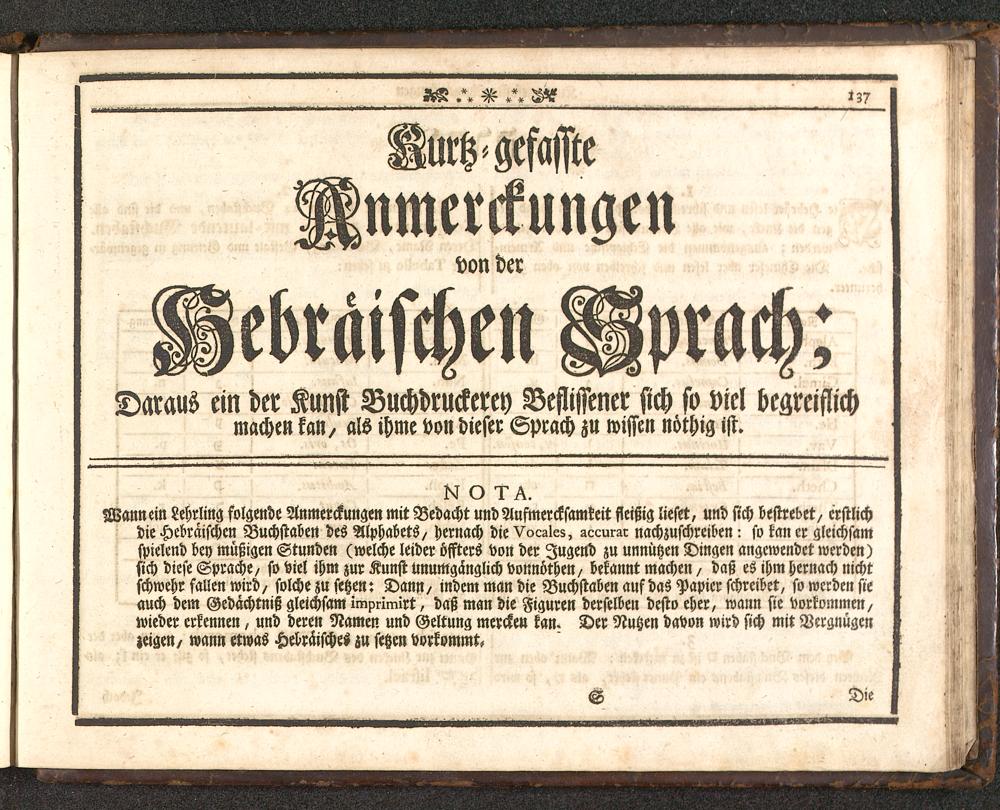 137
Kurtz-gefasste
Anmerckungen
von der
Hebräischen Sprach;
Daraus ein der Kunst Buchdruckerey Beflissener sich so viel begreiflich
machen kan, als ihme von dieser Sprach zu wissen nöthig ist.
NOTA.
Wann ein Lehrling folgende Anmerckungen mit Bedacht und Aufmercksamkeit fleißig lieset, und sich bestrebet, erstlich
die Hebräischen Buchstaben des Alphabets, hernach die Vocales, accurat nachzuschreiben: so kan er gleichsam
spielend bey müßigen Stunden (welche leider öffters von der Jugend zu unnützen Dingen angewendet werden)
sich diese Sprache, so viel ihm zur Kunst unumgänglich vonnöthen, bekannt machen, daß es ihm hernach nicht
schwehr fallen wird, solche zu setzen: Dann, indem man die Buchstaben auf das Papier schreibet, so werden sie
auch dem Gedächtniß gleichsam imprimirt, daß man die Figuren derselben desto eher, wann sie vorkommen,
wieder erkennen, und deren Namen und Geltung mercken kan. Der Nutzen davon wird sich mit Vergnügen
zeigen, wann etwas Hebräisches zu setzen vorkommt.
S Die